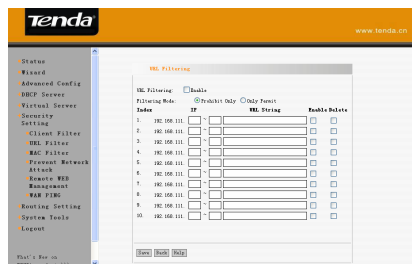 Tenda
www.tenda.cn
Status
Wizard
Advanced Config
DHCP Server
Virtual Server
Security
Setting
Client Filter
URL Filter
MAC Filter
Prevent Network
Attack
Remote WEB
Management
WAN PING
Routing Setting
System Tools
Logout
What's New on
URL Filtering
URL Filtering: Enable
Filtering Mode: Prohibit Only Only Permit
Index IP URL String Enable Delete
1. 192.168.111. ~
2. 192.168.111. ~
3. 192.168.111. ~
4. 192.168.111. ~
5. 192.168.111. ~
6. 192.168.111. ~
7. 192.168.111. ~
8. 192.168.111. ~
9. 192.168.111. ~
10. 192.168.111. ~
Save Back Help